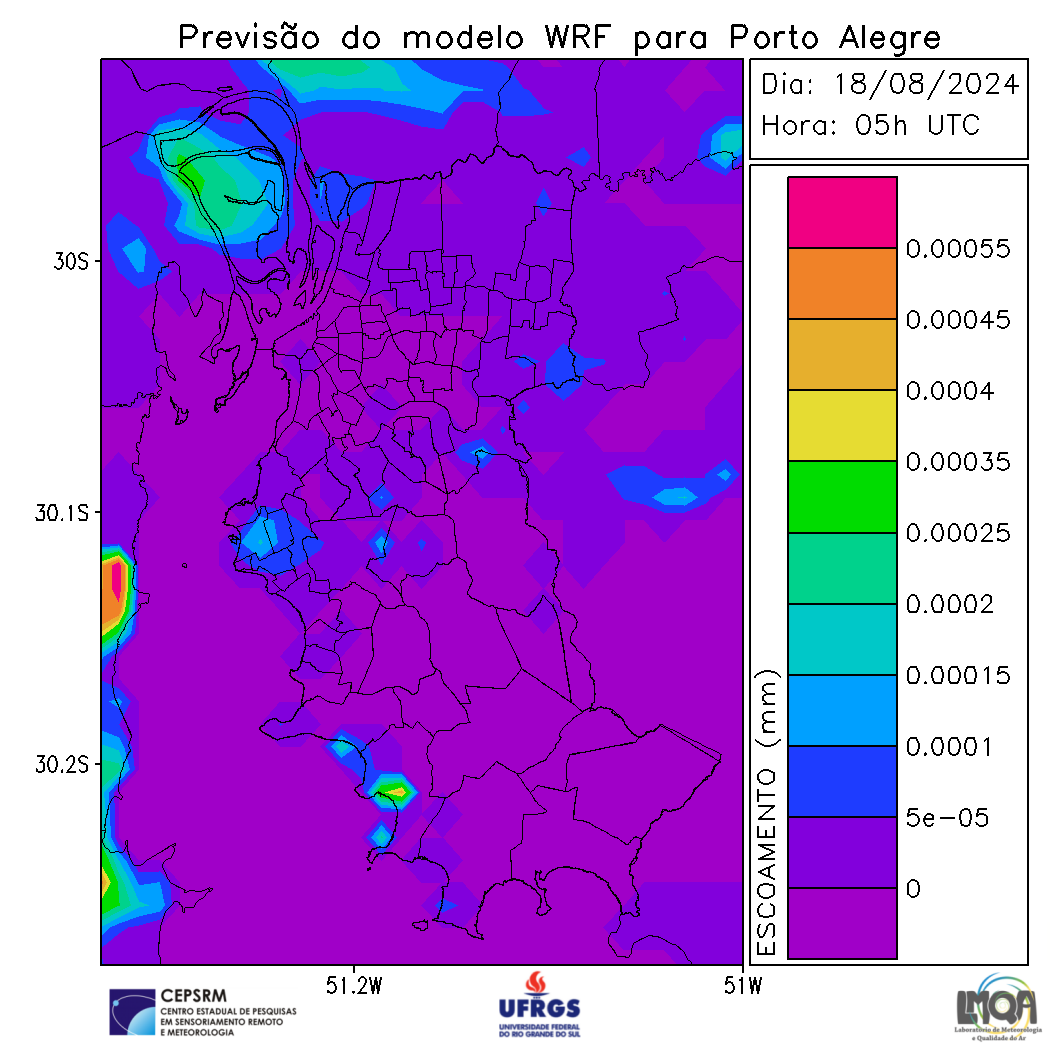 Previsão do modelo WRF para Porto Alegre
Dia: 18/08/2024
Hora: 05h UTC
0.00055
0.00045
0.0004
0.00035
0.00025
0.0002
0.00015
0.0001
5e-05
0
ESCOAMENTO (mm)
30S
30.1S
30.2S
51.2W
51W
CEPSRM
CENTRO ESTADUAL DE PESQUISAS
EM SENSORIAMENTO REMOTO
E METEOROLOGIA
UFRGS
UNIVERSIDADE FEDERAL
DO RIO GRANDE DO SUL
LMQA
Laboratório de Meteorologia
e Qualidade do Ar